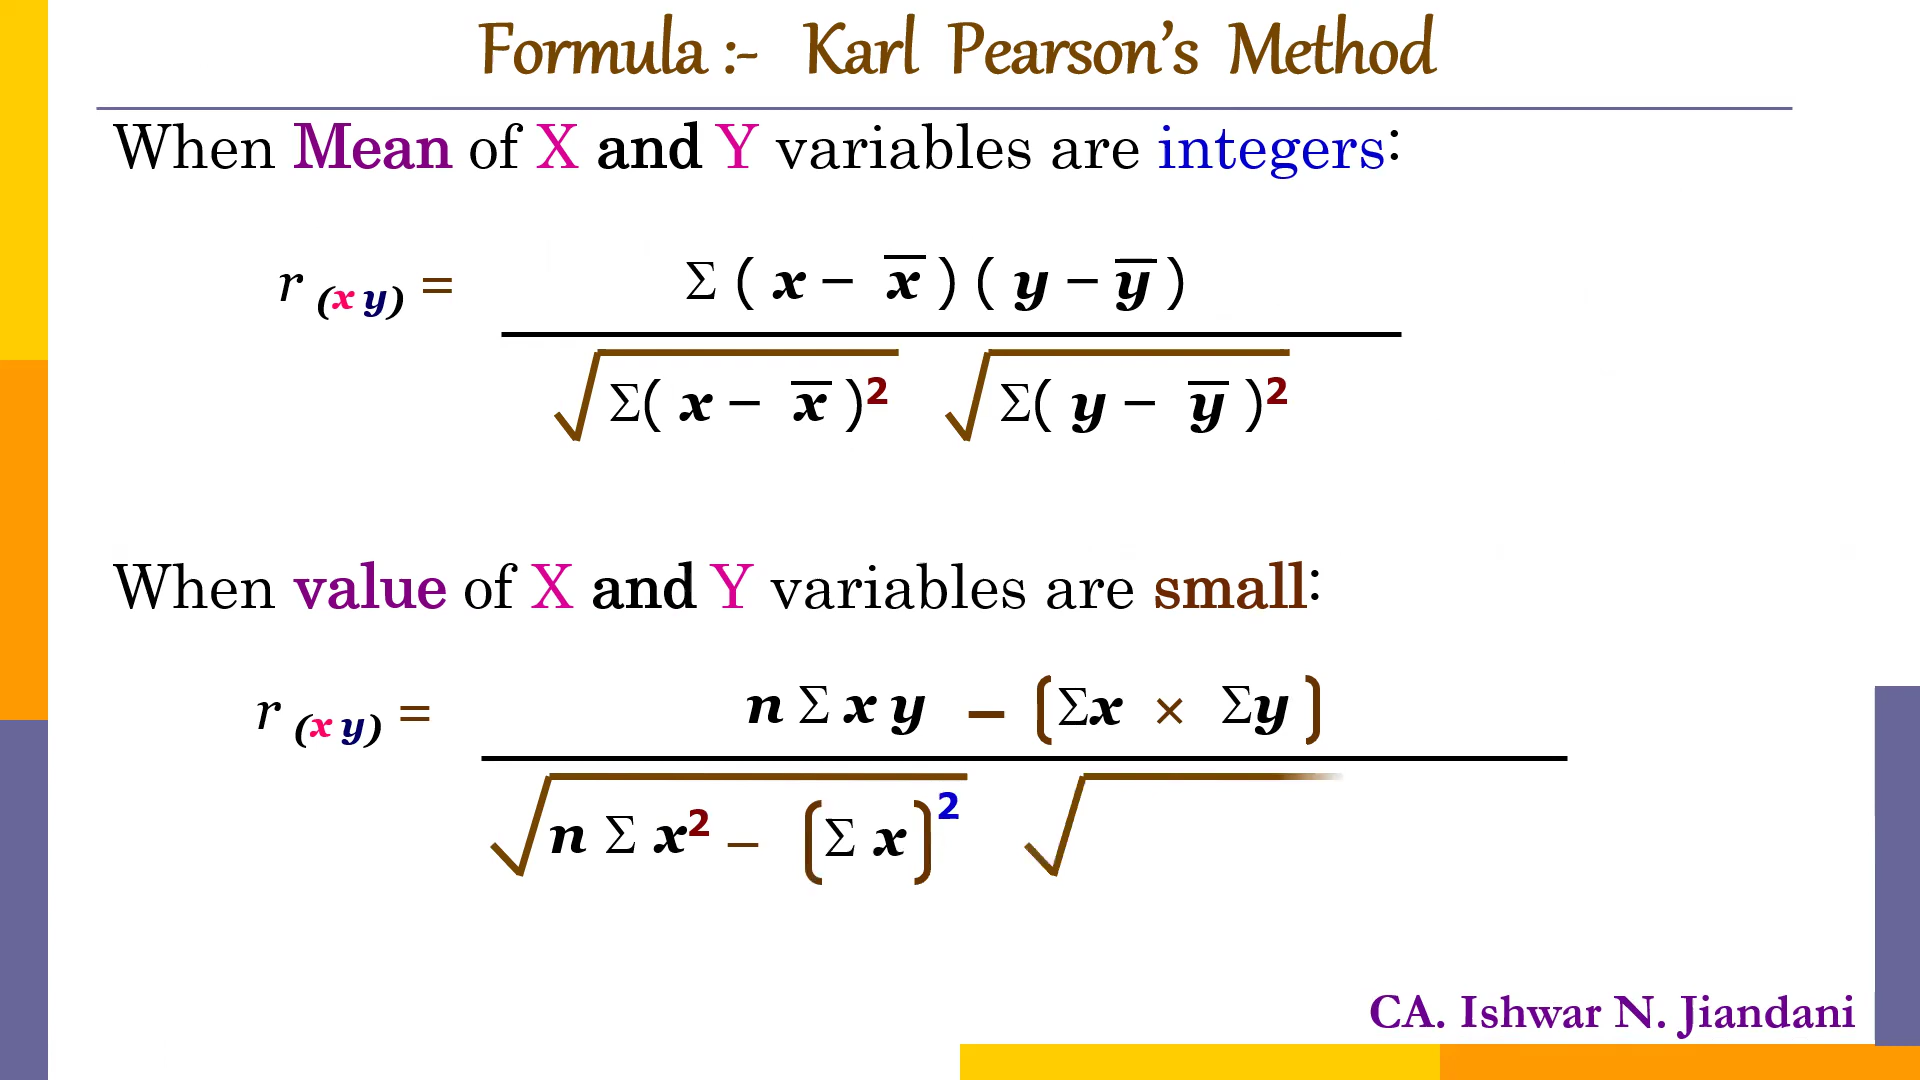 Formula :- Karl Pearson’s Method
When Mean of X and Y variables are integers:
r (x y) = Σ ( x – x̅ ) ( y – y̅ )
√ Σ( x – x̅ )² √ Σ( y – y̅ )²
When value of X and Y variables are small:
r (x y) = n Σ x y – (Σx × Σy)
√ n Σ x² – (Σ x)² √
CA. Ishwar N. Jiandani